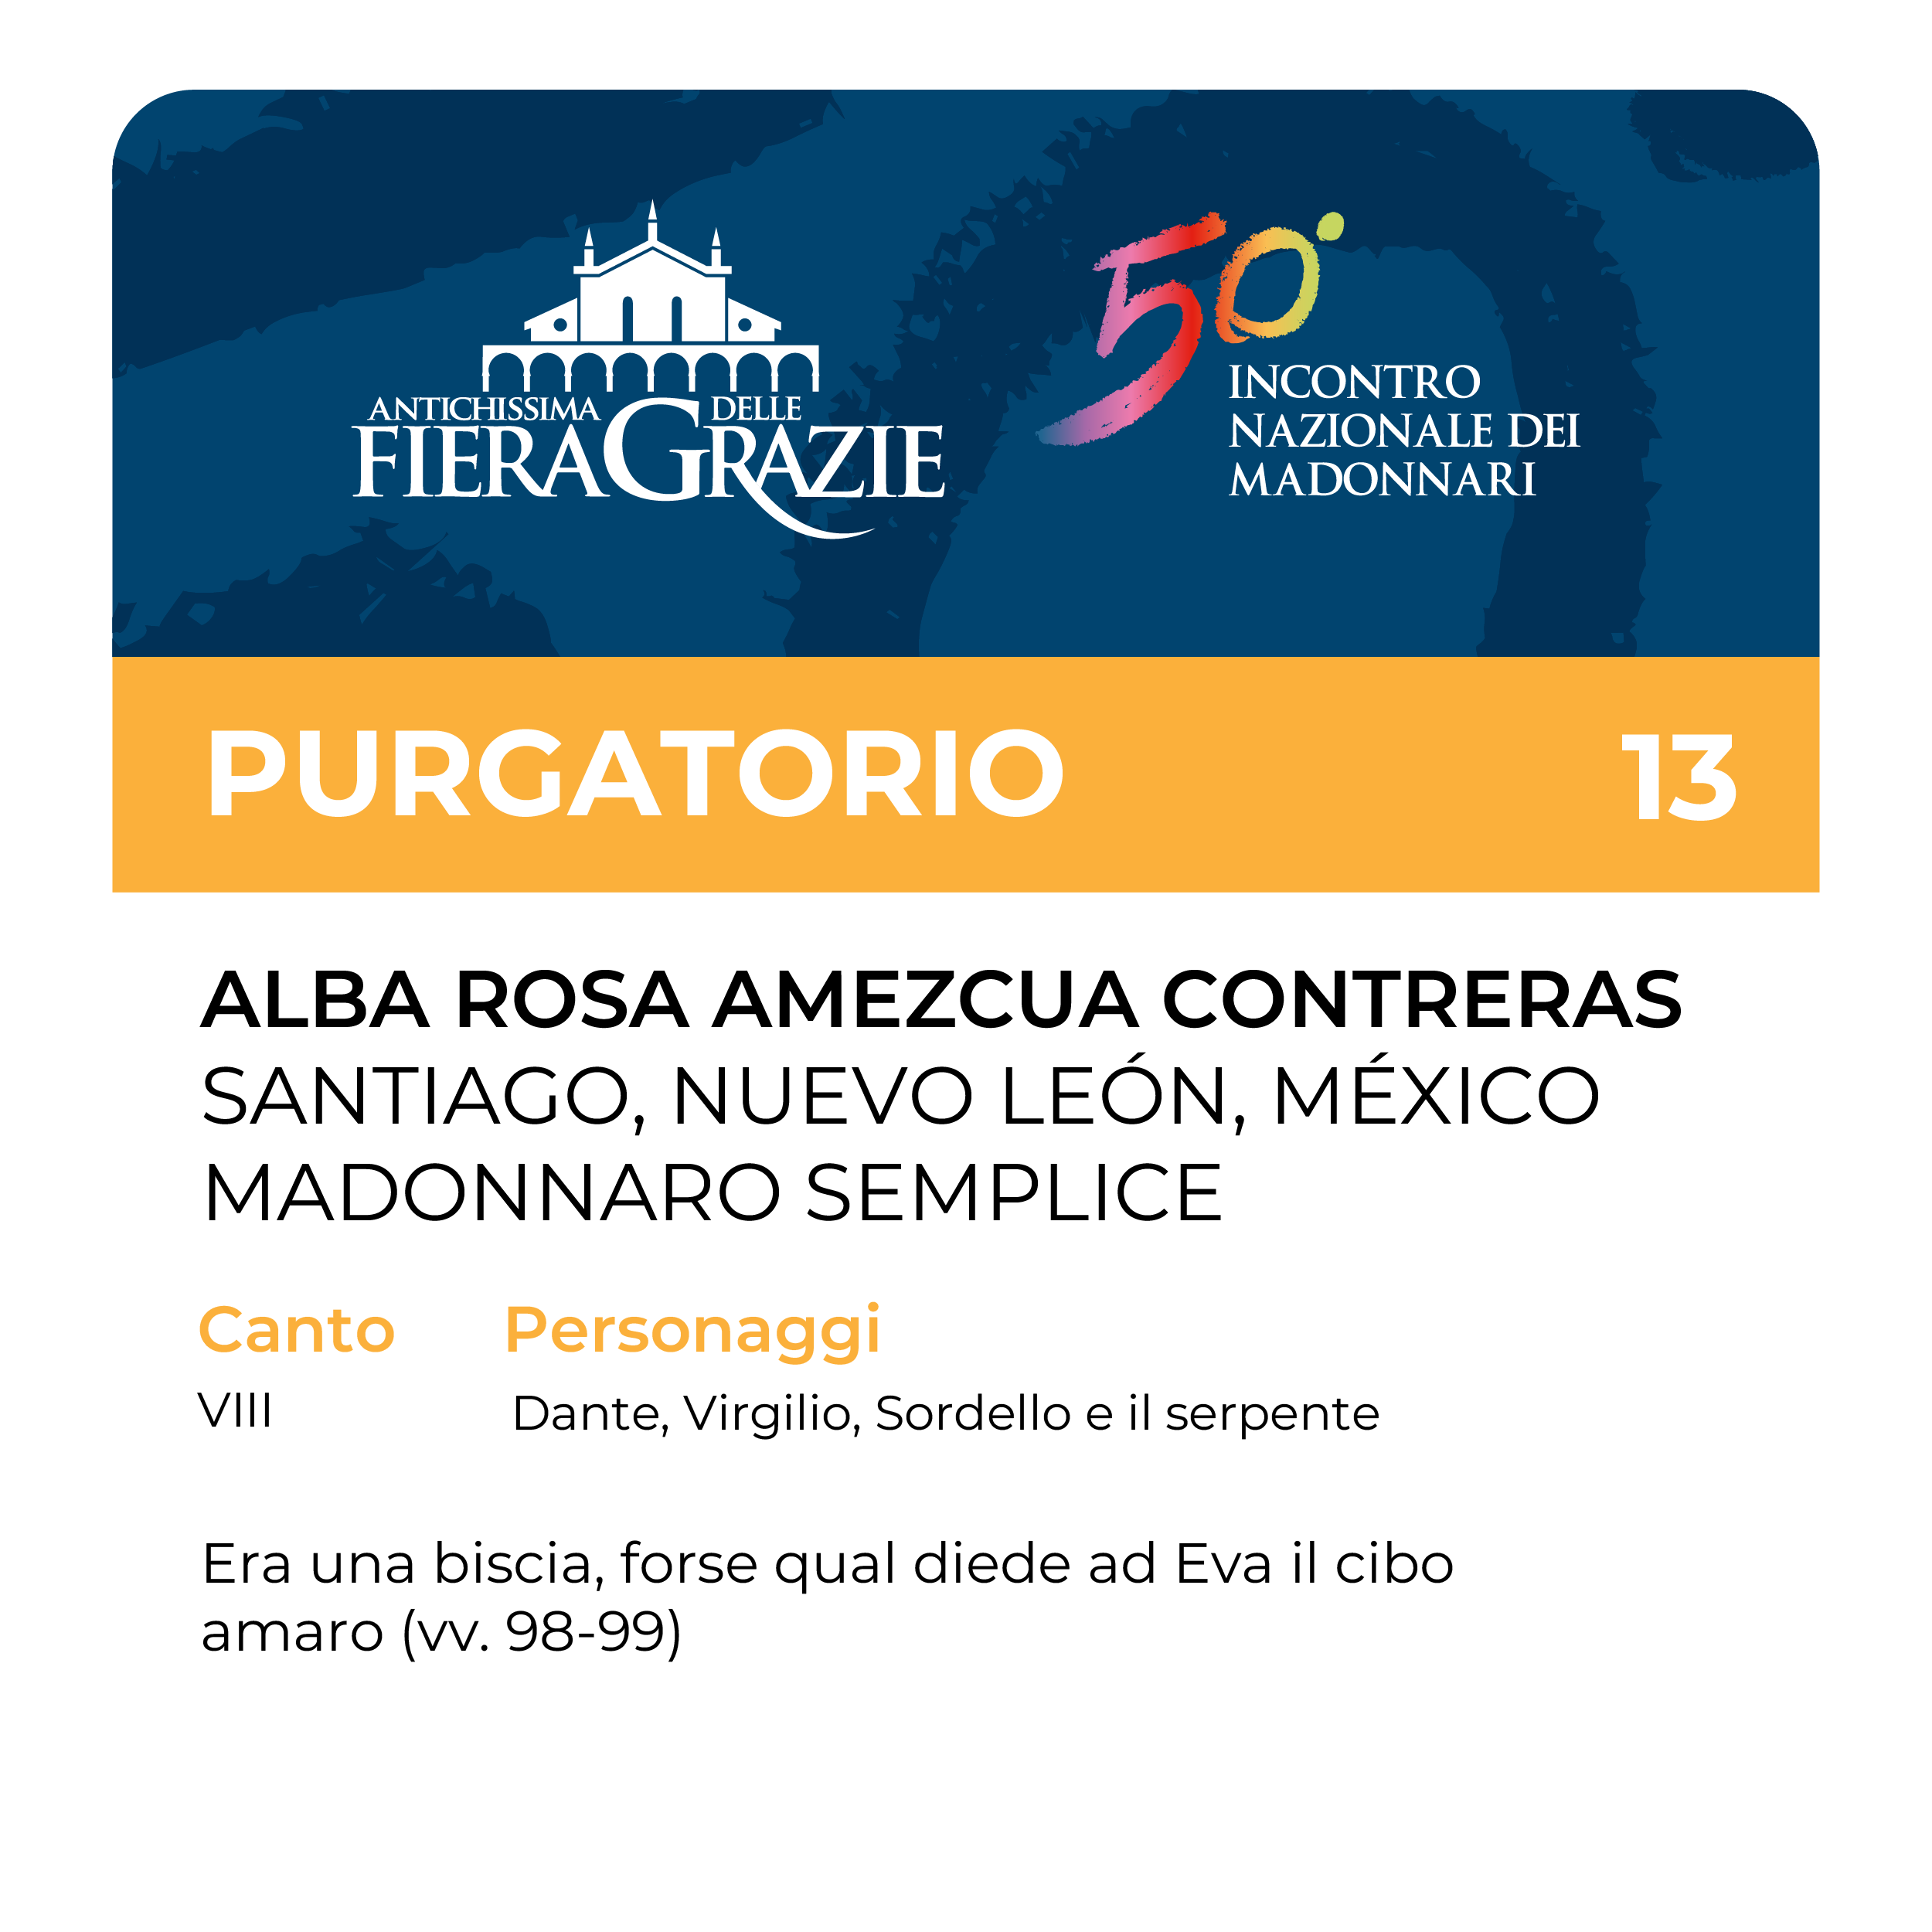 ANTICHISSIMA DELLE
FIERA GRAZIE
50°
INCONTRO
NAZIONALE DEI
MADONNARI
PURGATORIO 13
ALBA ROSA AMEZCUA CONTRERAS
SANTIAGO, NUEVO LEÓN, MÉXICO
MADONNARO SEMPLICE
Canto Personaggi
VIII Dante, Virgilio, Sordello e il serpente
Era una biscia, forse qual diede ad Eva il cibo
amaro (vv. 98-99)